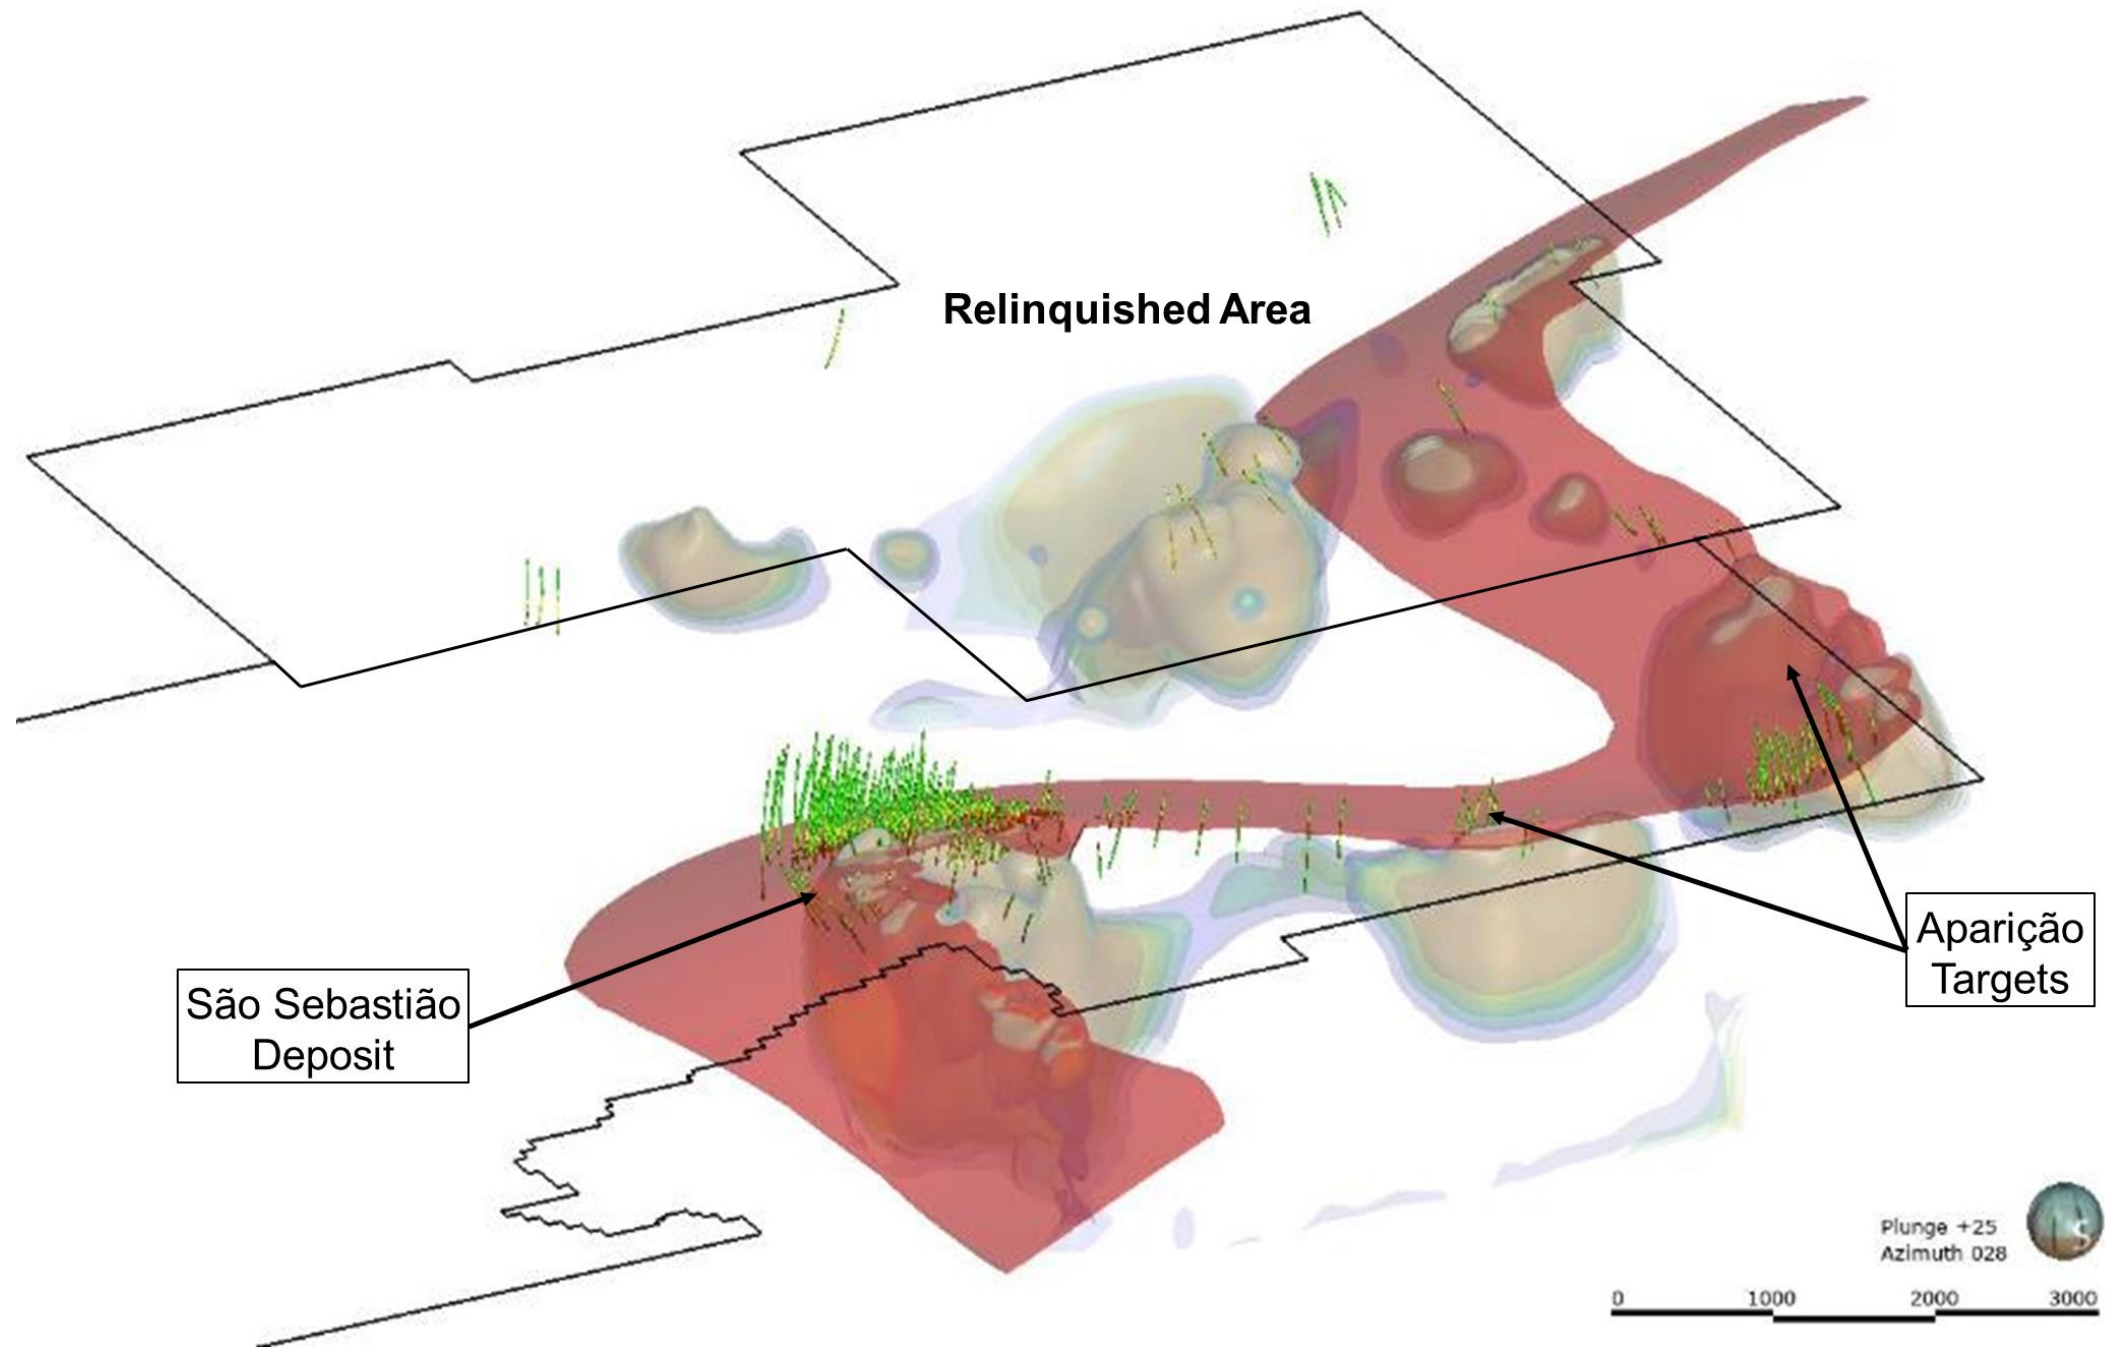 Relinquished Area
São Sebastião
Deposit
Aparição
Targets
Plunge +25
Azimuth 028
S
0 1000 2000 3000